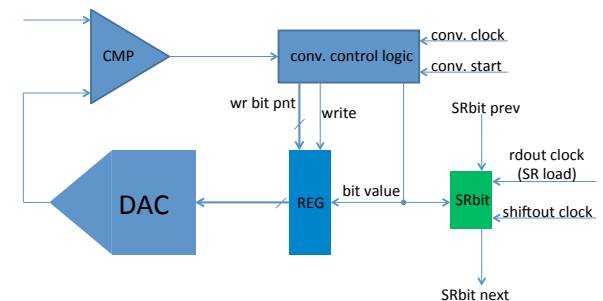 conv. clock
CMP
conv. control logic
conv. start
wr bit pnt
write
SRbit prev
rdout clock
(SR load)
bit value
DAC
REG
SRbit
shiftout clock
SRbit next